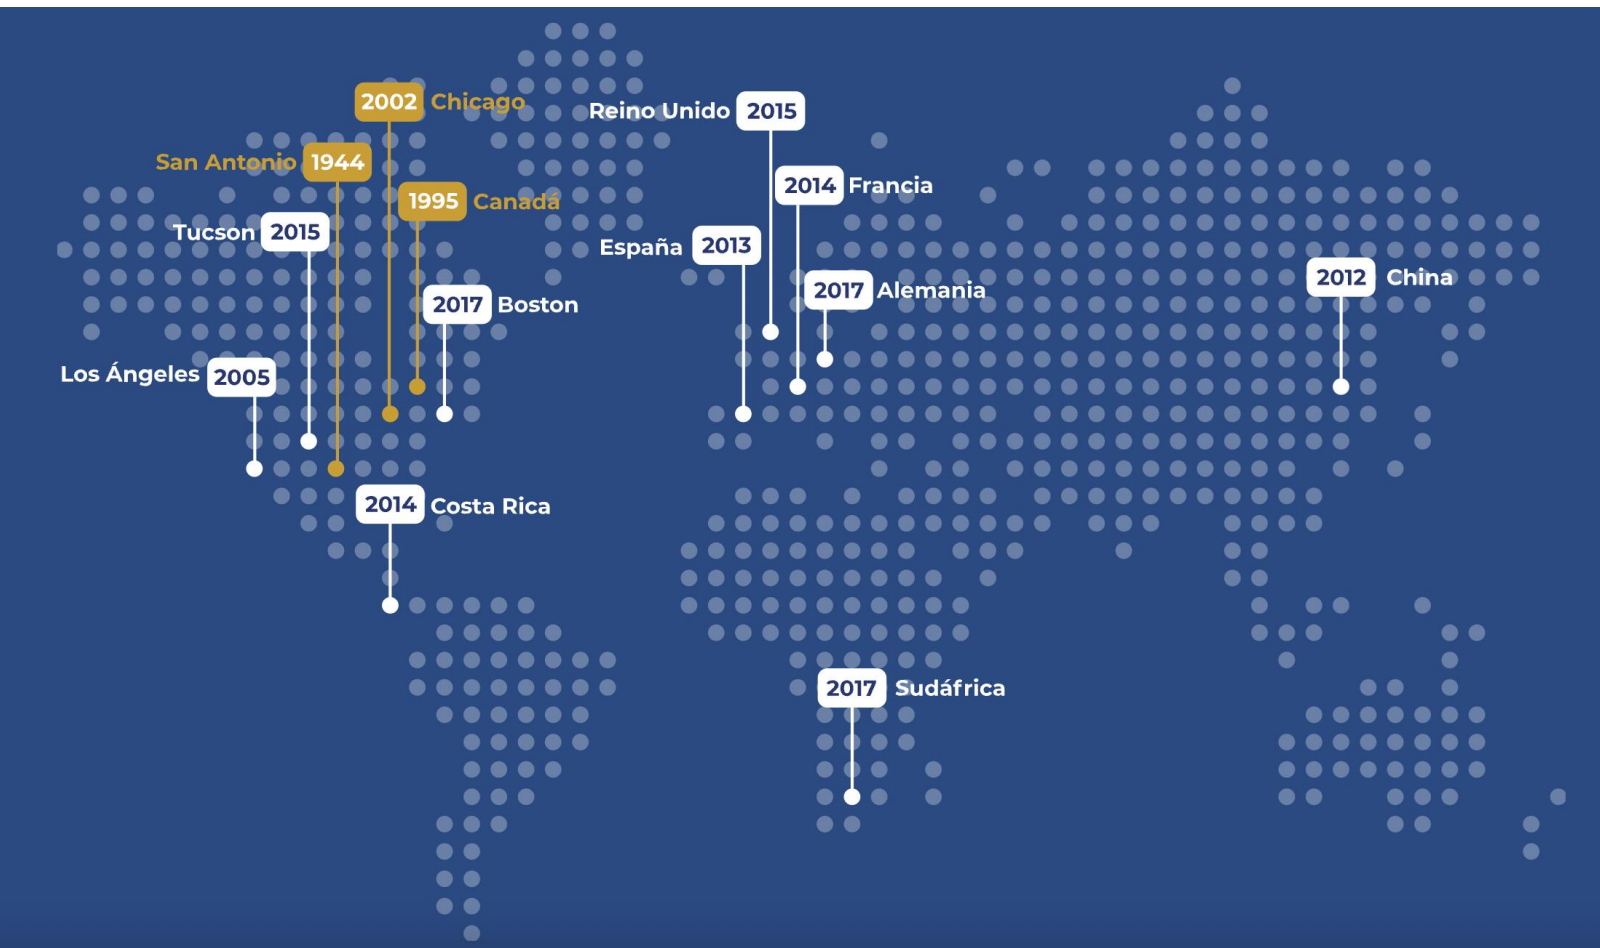 2002 Chicago
Reino Unido 2015
San Antonio 1944
2014 Francia
1995 Canadá
Tucson 2015
España 2013
2012 China
2017 Alemania
2017 Boston
Los Ángeles 2005
2014 Costa Rica
2017 Sudáfrica